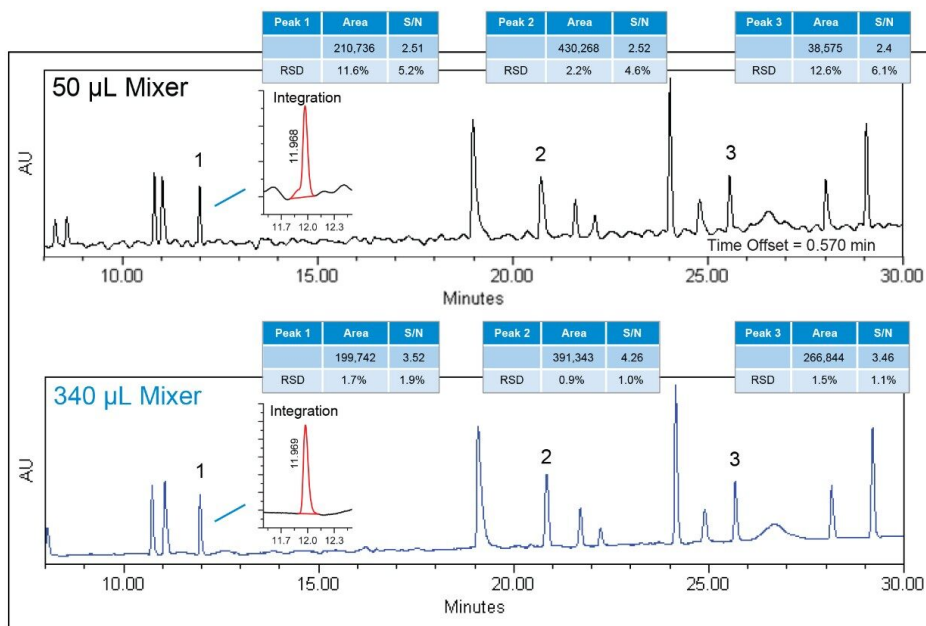 Peak 1 Area S/N
210,736 2.51
RSD 11.6% 5.2%
Peak 2 Area S/N
430,268 2.52
RSD 2.2% 4.6%
Peak 3 Area S/N
38,575 2.4
RSD 12.6% 6.1%
50 µL Mixer
AU
1
Integration
11.968
11.7 12.0 12.3
2
3
Time Offset = 0.570 min
10.00 15.00 20.00 25.00 30.00
Minutes
Peak 1 Area S/N
199,742 3.52
RSD 1.7% 1.9%
Peak 2 Area S/N
391,343 4.26
RSD 0.9% 1.0%
Peak 3 Area S/N
266,844 3.46
RSD 1.5% 1.1%
340 µL Mixer
AU
1
Integration
11.969
11.7 12.0 12.3
2
3
10.00 15.00 20.00 25.00 30.00
Minutes